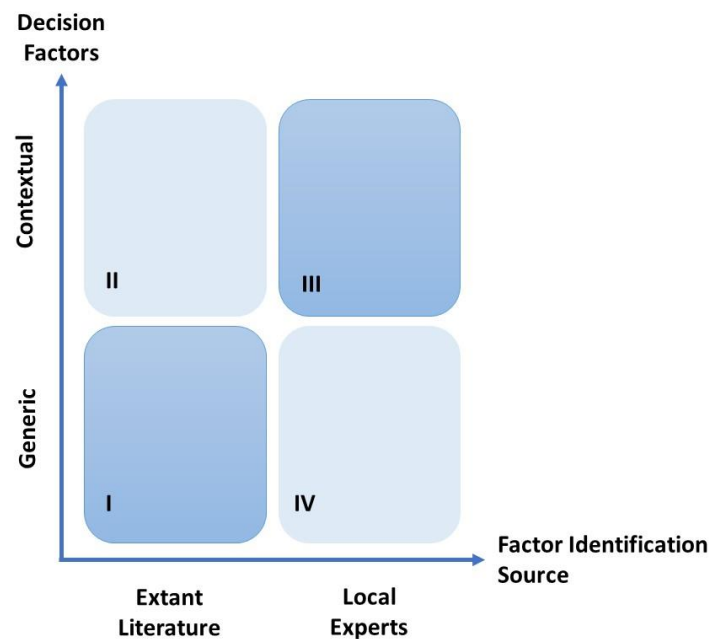 Decision
Factors
Contextual
II
III
Generic
I
IV
Factor Identification
Source
Extant
Literature
Local
Experts